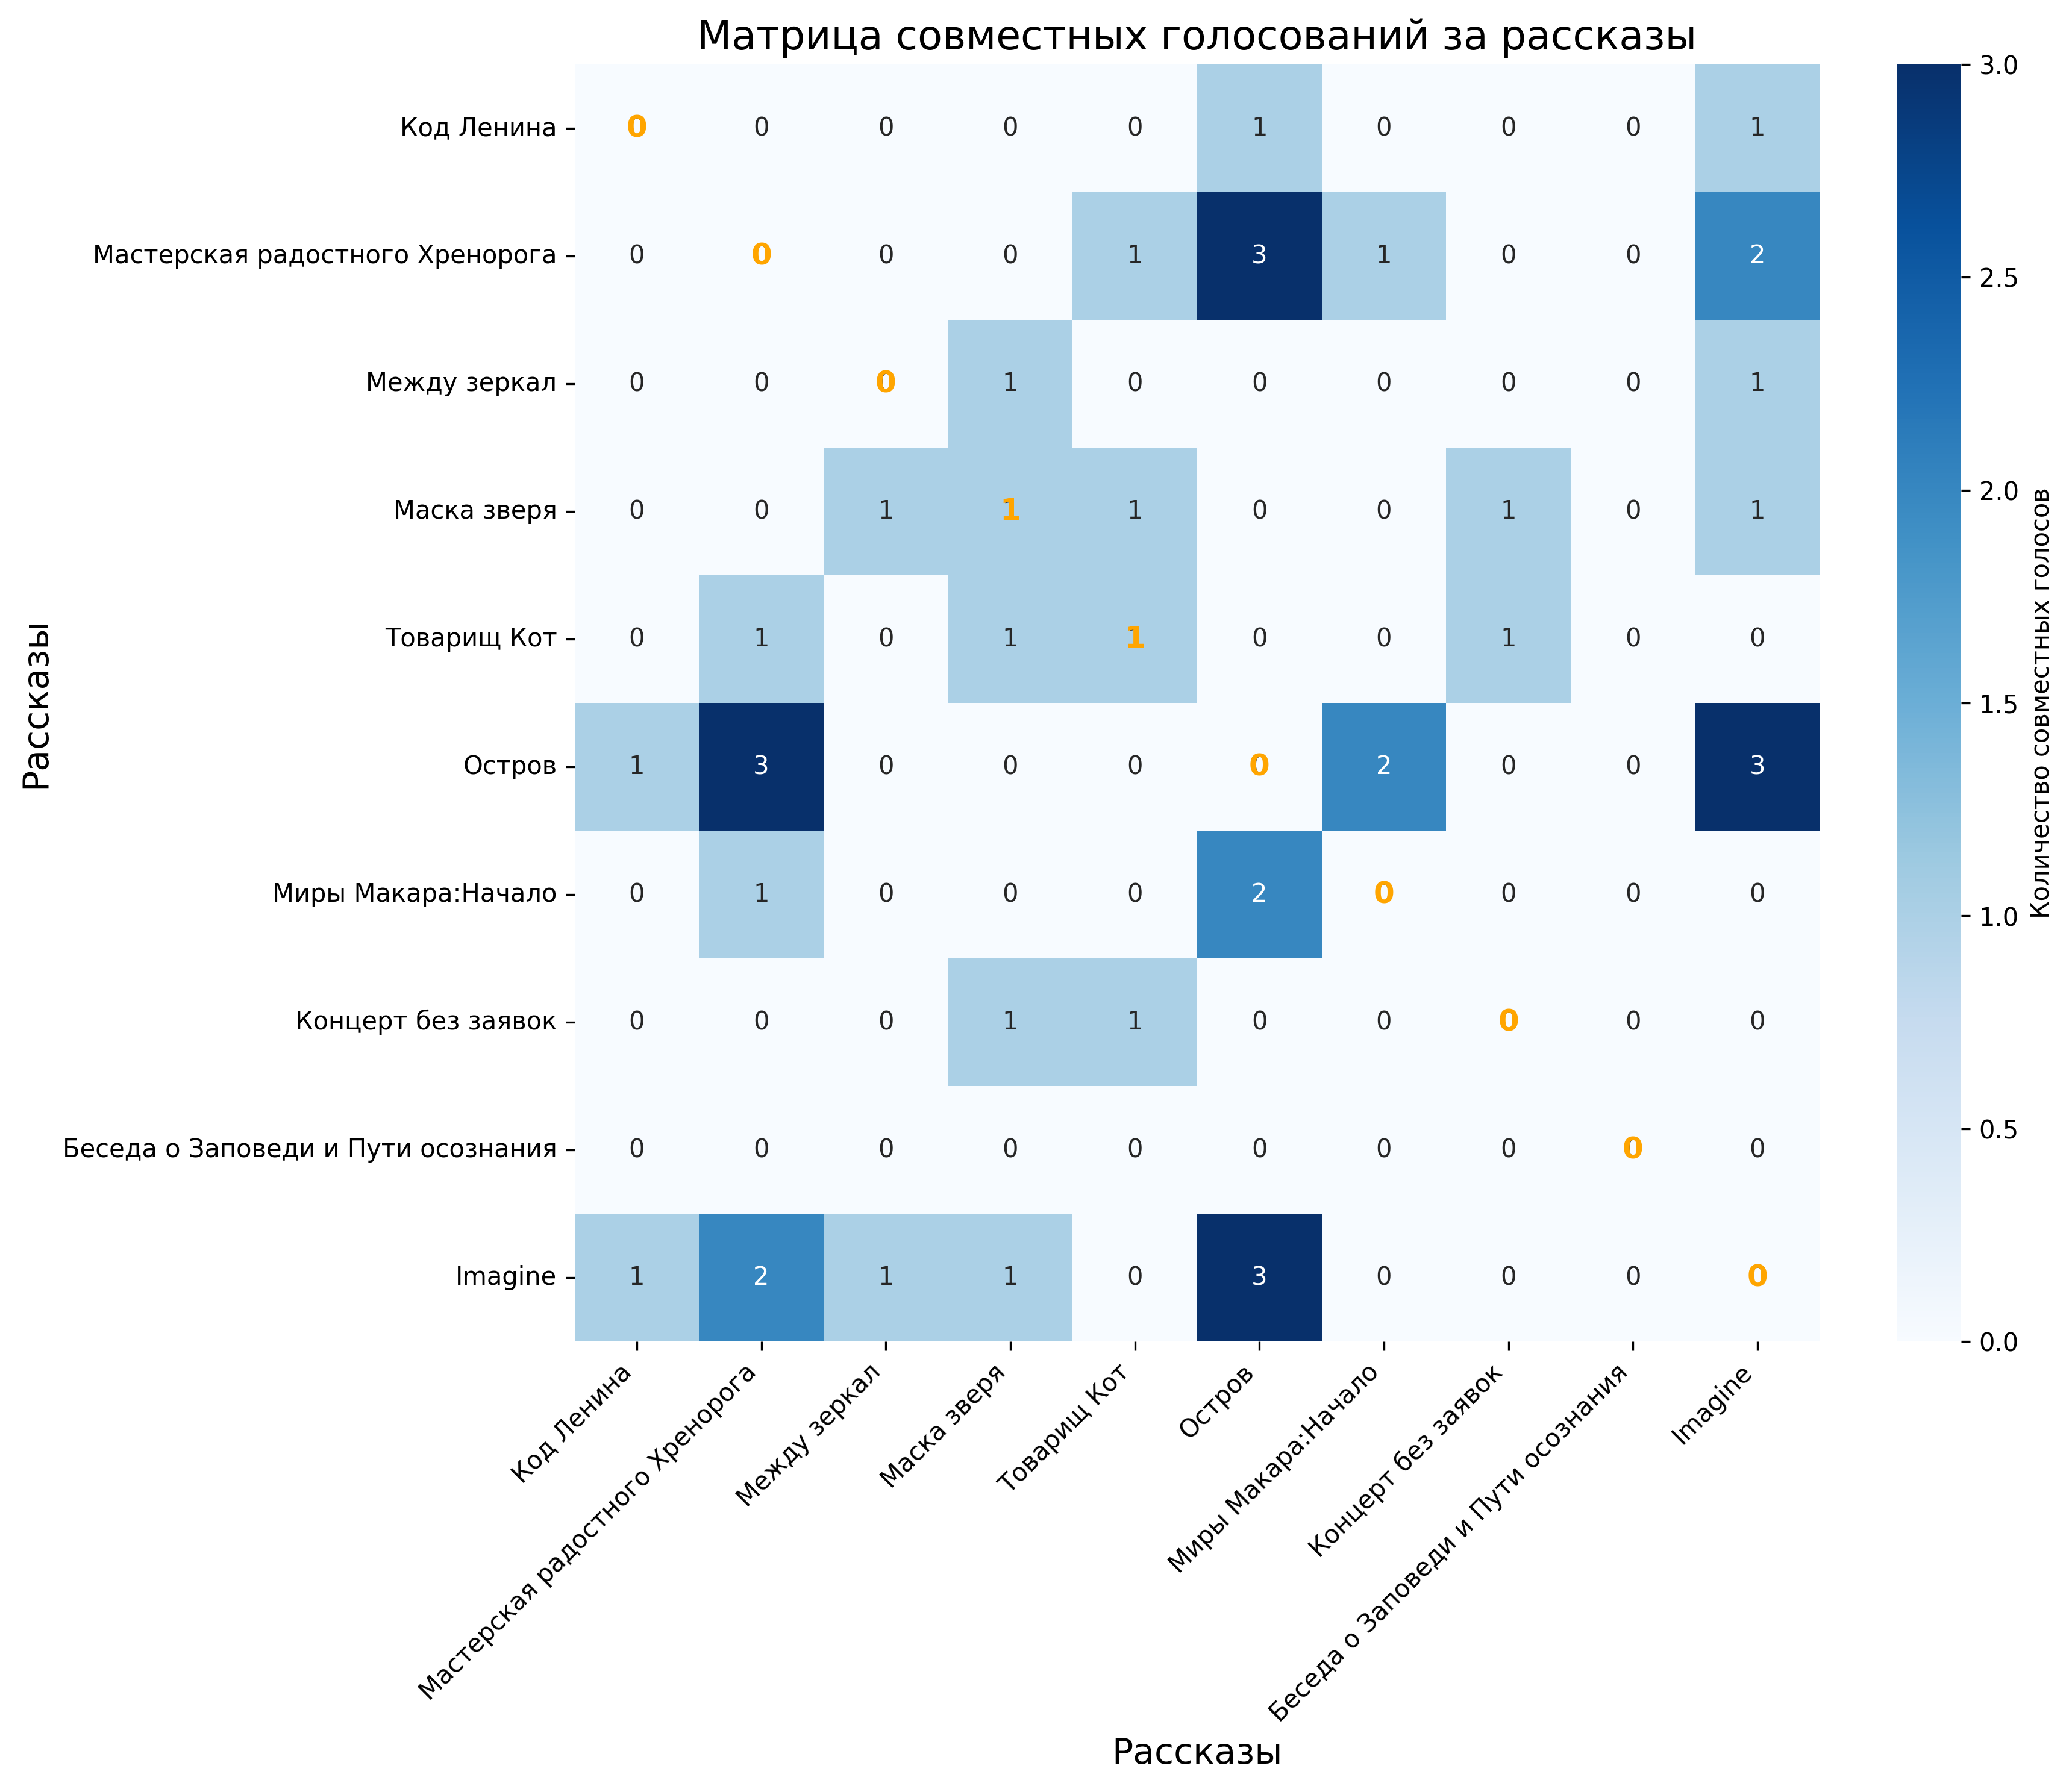 Матрица совместных голосований за рассказы
Рассказы
Код Ленина 0 0 0 0 0 1 0 0 0 1
Мастерская радостного Хренорога 0 0 0 0 1 3 1 0 0 2
Между зеркал 0 0 0 1 0 0 0 0 0 1
Маска зверя 0 0 1 1 1 0 0 1 0 1
Товарищ Кот 0 1 0 1 1 0 0 1 0 0
Остров 1 3 0 0 0 0 2 0 0 3
Миры Макара:Начало 0 1 0 0 0 2 0 0 0 0
Концерт без заявок 0 0 0 1 1 0 0 0 0 0
Беседа о Заповеди и Пути осознания 0 0 0 0 0 0 0 0 0 0
Imagine 1 2 1 1 0 3 0 0 0 0
Код Ленина
Мастерская радостного Хренорога
Между зеркал
Маска зверя
Товарищ Кот
Остров
Миры Макара:Начало
Концерт без заявок
Беседа о Заповеди и Пути осознания
Imagine
Рассказы
3.0
2.5
2.0
1.5
1.0
0.5
0.0
Количество совместных голосов